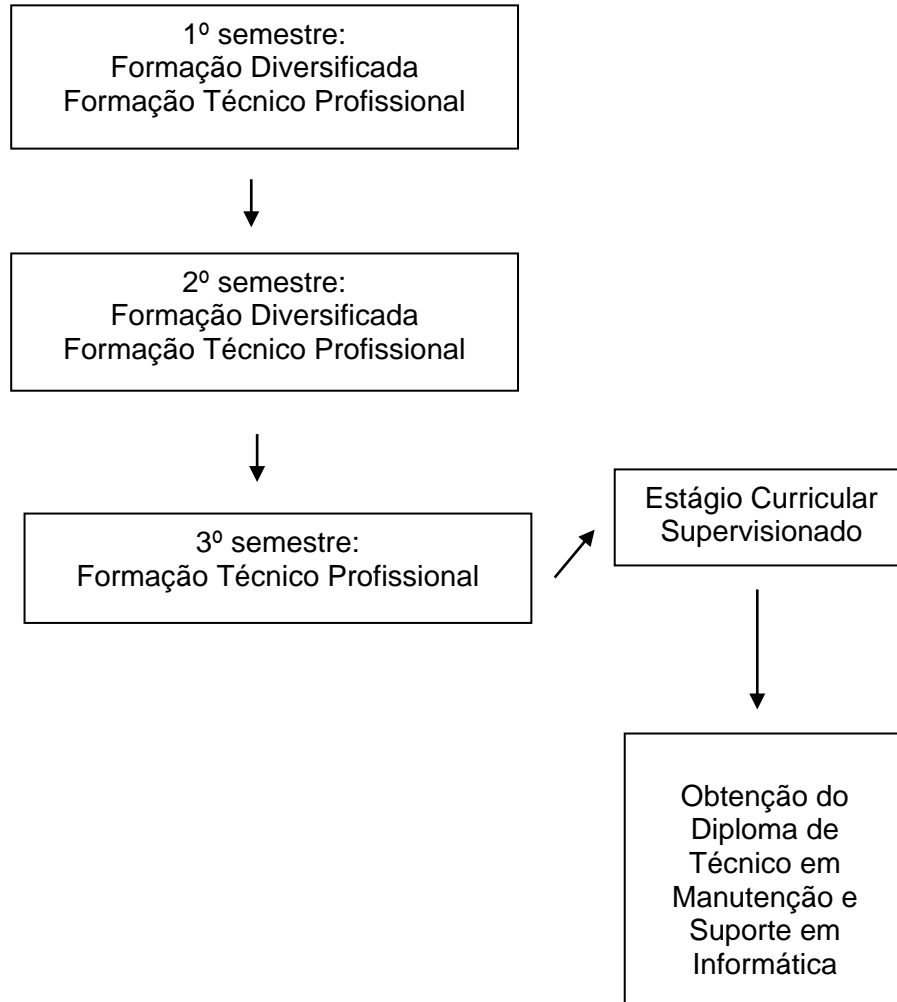 1º semestre:
Formação Diversificada
Formação Técnico Profissional
2º semestre:
Formação Diversificada
Formação Técnico Profissional
3º semestre:
Formação Técnico Profissional
Estágio Curricular
Supervisionado
Obtenção do
Diploma de
Técnico em
Manutenção e
Suporte em
Informática